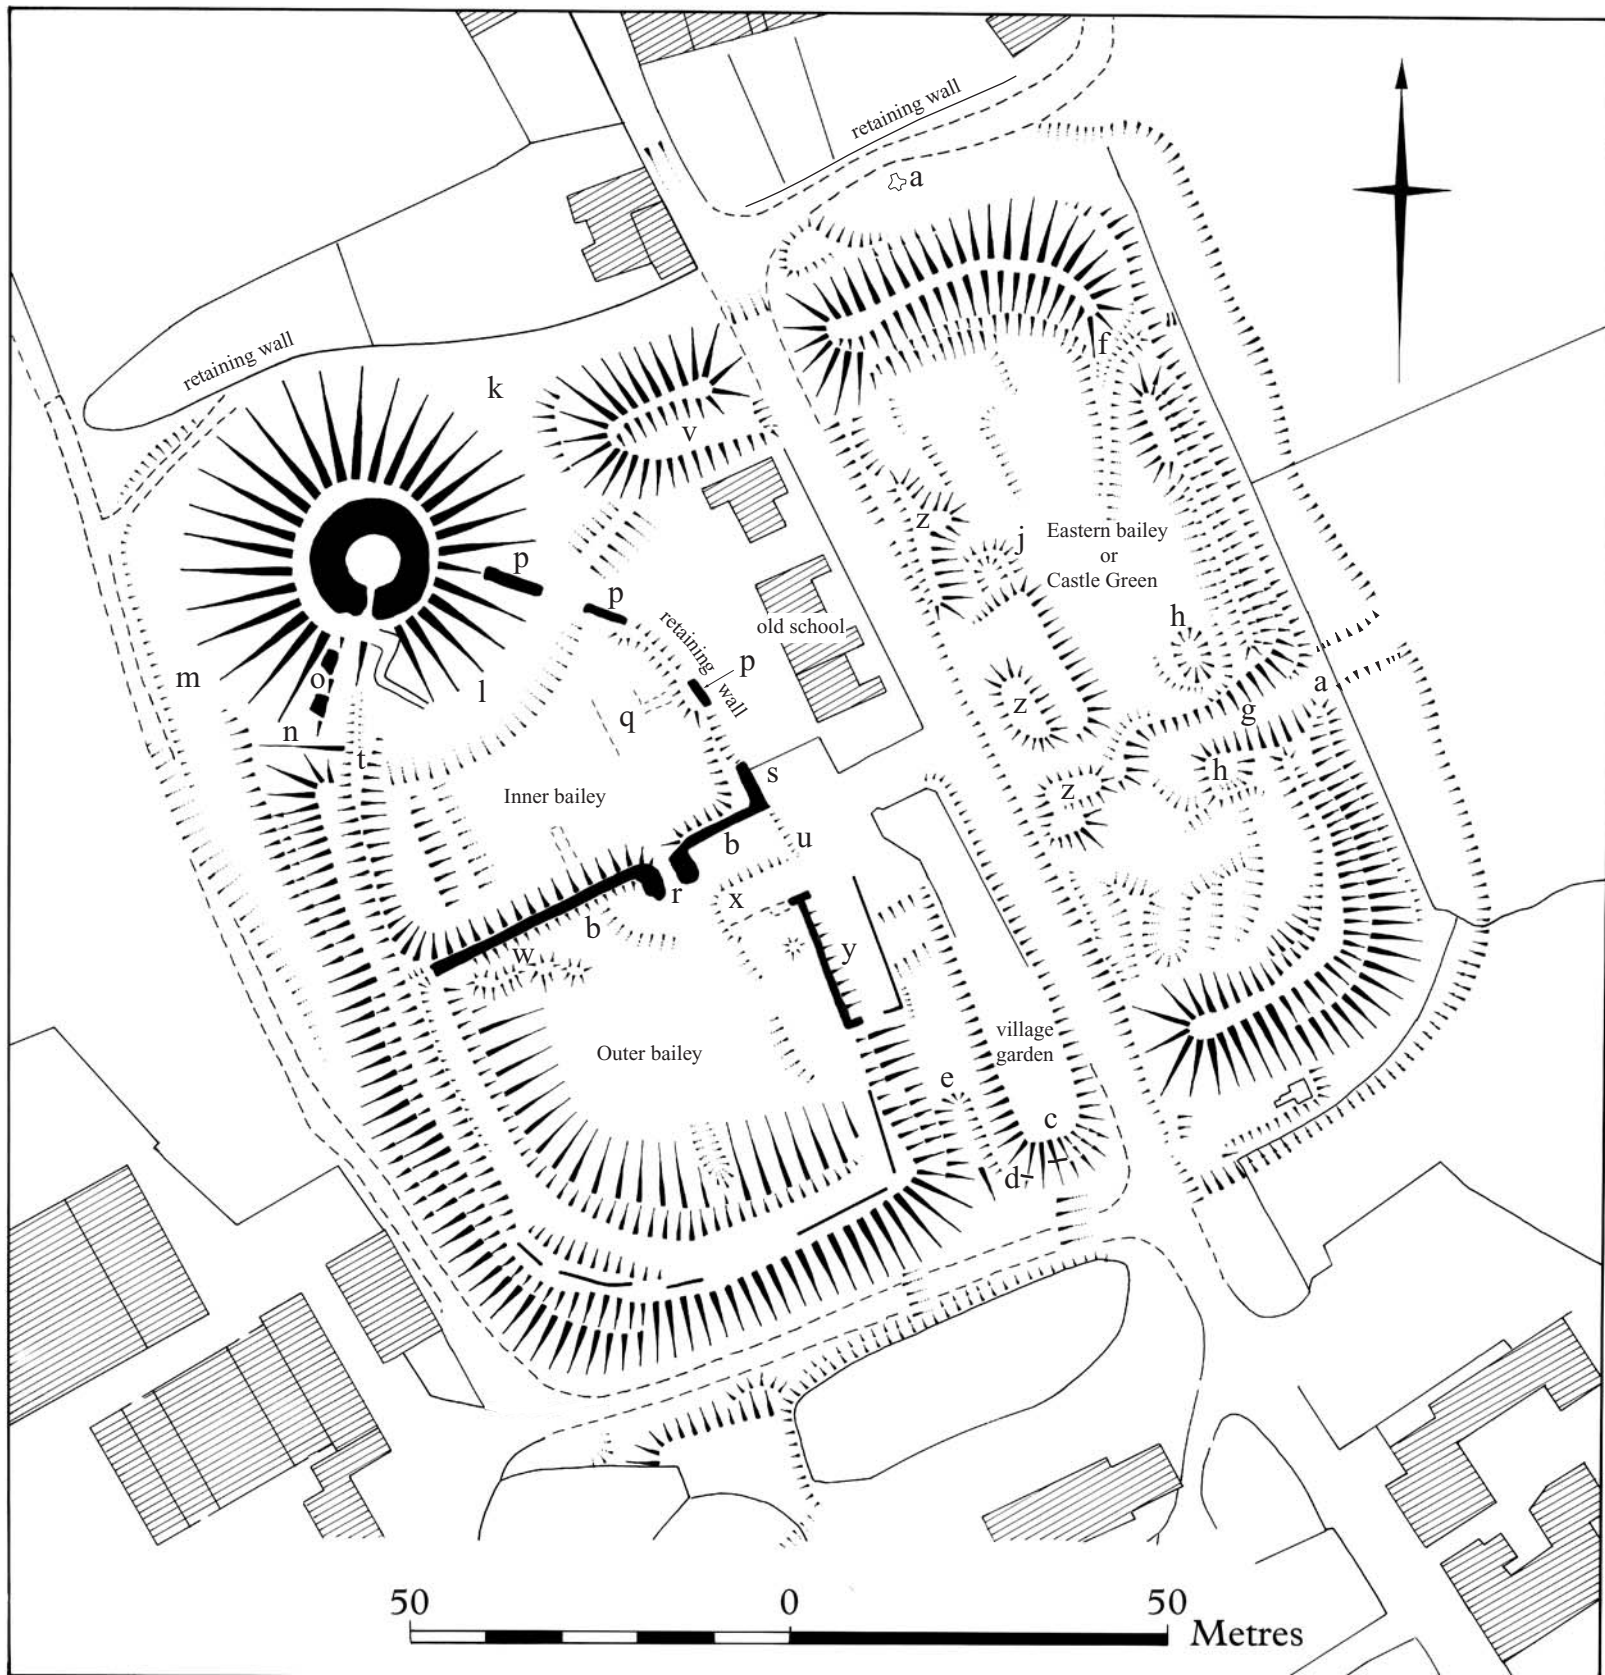 retaining wall
a
retaining wall
k
f
v
p
z
j
Eastern bailey
or
Castle Green
p
h
retaining
wall
old school
p
m
o
l
a
n
q
z
g
t
s
h
Inner bailey
z
b
u
r
x
b
w
y
Outer bailey
village
garden
e
c
d
50
0
50
Metres